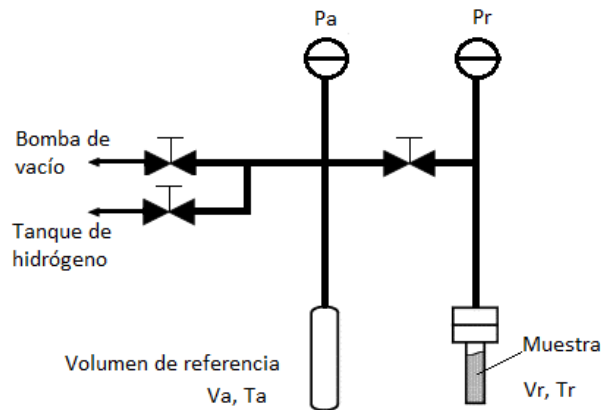 Pa
Pr
Bomba de
vacío
Tanque de
hidrógeno
Volumen de referencia
Va, Ta
Muestra
Vr, Tr